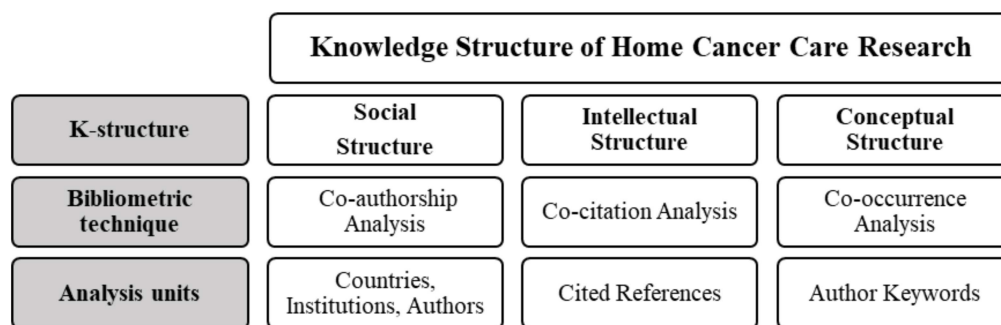 Knowledge Structure of Home Cancer Care Research
K-structure
Social
Structure
Intellectual
Structure
Conceptual
Structure
Bibliometric
technique
Co-authorship
Analysis
Co-citation Analysis
Co-occurrence
Analysis
Analysis units
Countries,
Institutions, Authors
Cited References
Author Keywords